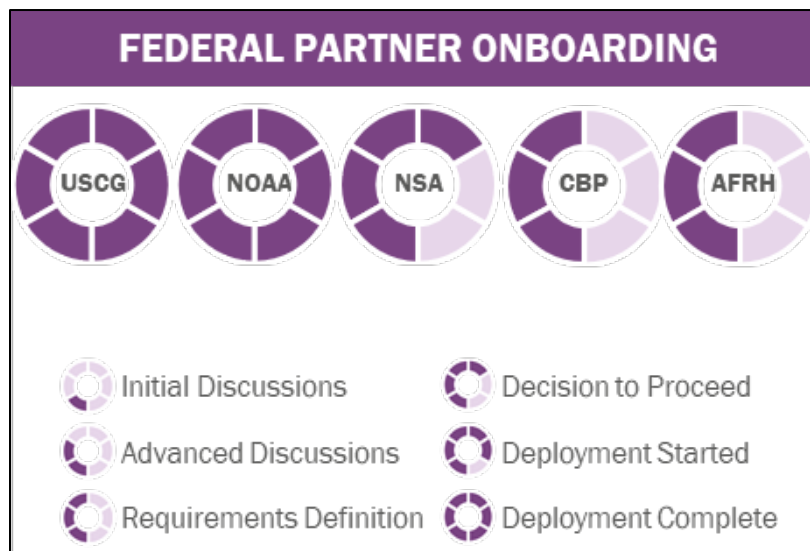 FEDERAL PARTNER ONBOARDING
USCG
NOAA
NSA
CBP
AFRH
Initial Discussions
Advanced Discussions
Requirements Definition
Decision to Proceed
Deployment Started
Deployment Complete